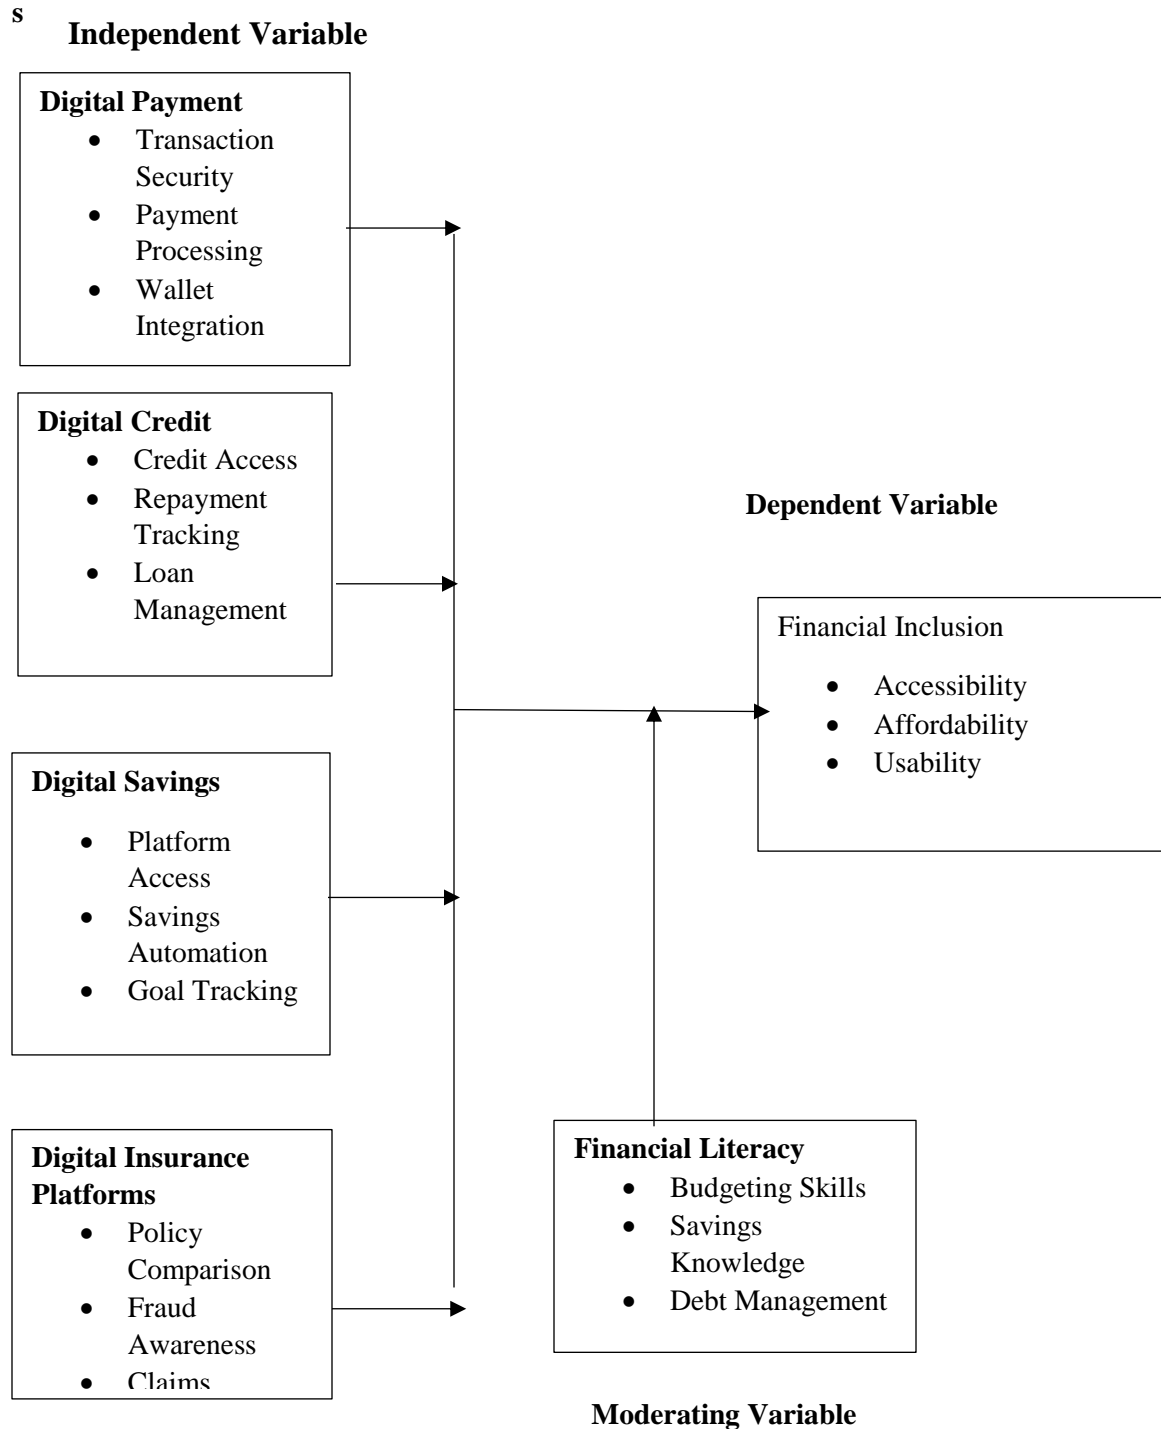 s
Independent Variable
Digital Payment
• Transaction
Security
• Payment
Processing
• Wallet
Integration
Digital Credit
• Credit Access
• Repayment
Tracking
• Loan
Management
Dependent Variable
Financial Inclusion
• Accessibility
• Affordability
• Usability
Digital Savings
• Platform
Access
• Savings
Automation
• Goal Tracking
Digital Insurance
Platforms
• Policy
Comparison
• Fraud
Awareness
• Claims
Financial Literacy
• Budgeting Skills
• Savings
Knowledge
• Debt Management
Moderating Variable